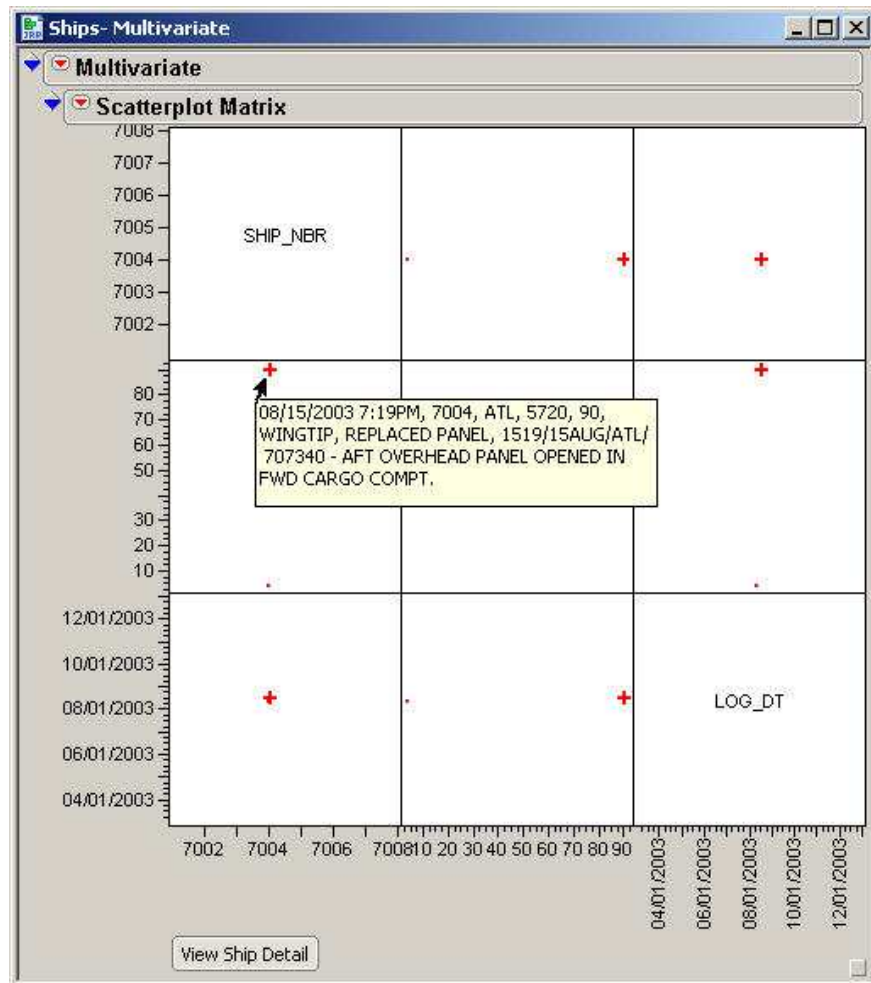 Ships- Multivariate
Multivariate
Scatterplot Matrix
7008
7007
7006
7005
7004
7003
7002
SHIP_NBR
80
70
60
50
30
20
10
08/15/2003 7:19PM, 7004, ATL, 5720, 90,
WINGTIP, REPLACED PANEL, 1519/15AUG/ATL/
707340 - AFT OVERHEAD PANEL OPENED IN
FWD CARGO COMPT.
12/01/2003
10/01/2003
08/01/2003
06/01/2003
04/01/2003
LOG_DT
7002 7004 7006 7008 10 20 30 40 50 60 70 80 90
04/01/2003
06/01/2003
08/01/2003
10/01/2003
12/01/2003
View Ship Detail